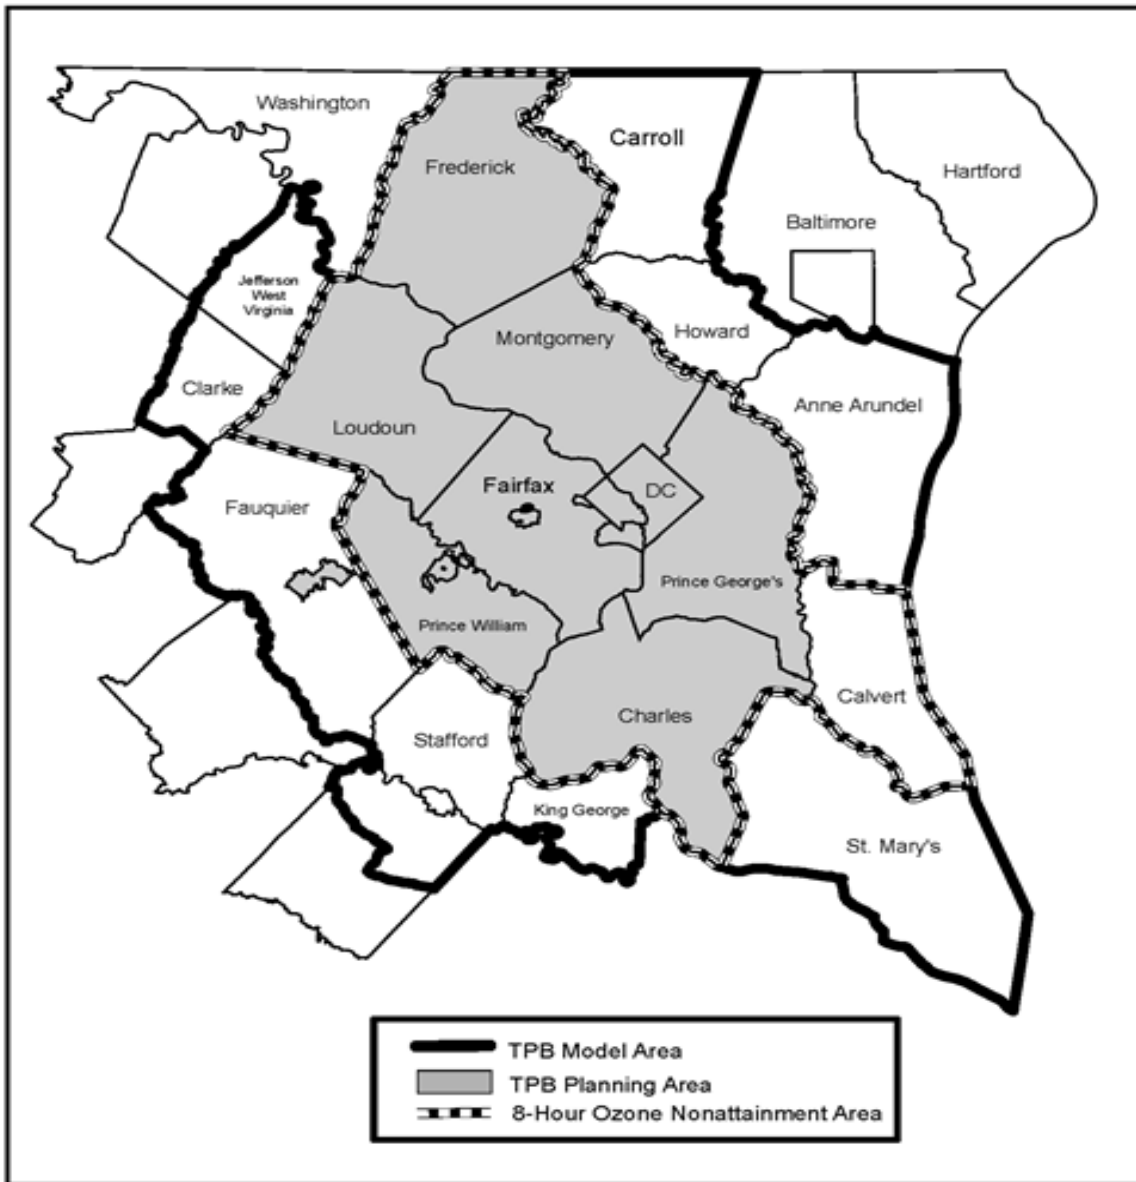 Washington
Carroll
Frederick
Hartford
Baltimore
Jefferson
West
Virginia
Howard
Montgomery
Clarke
Anne Arundel
Loudoun
Fairfax
DC
Fauquier
Prince George's
Prince William
Calvert
Charles
Stafford
King George
St. Mary's
TPB Model Area
TPB Planning Area
8-Hour Ozone Nonattainment Area